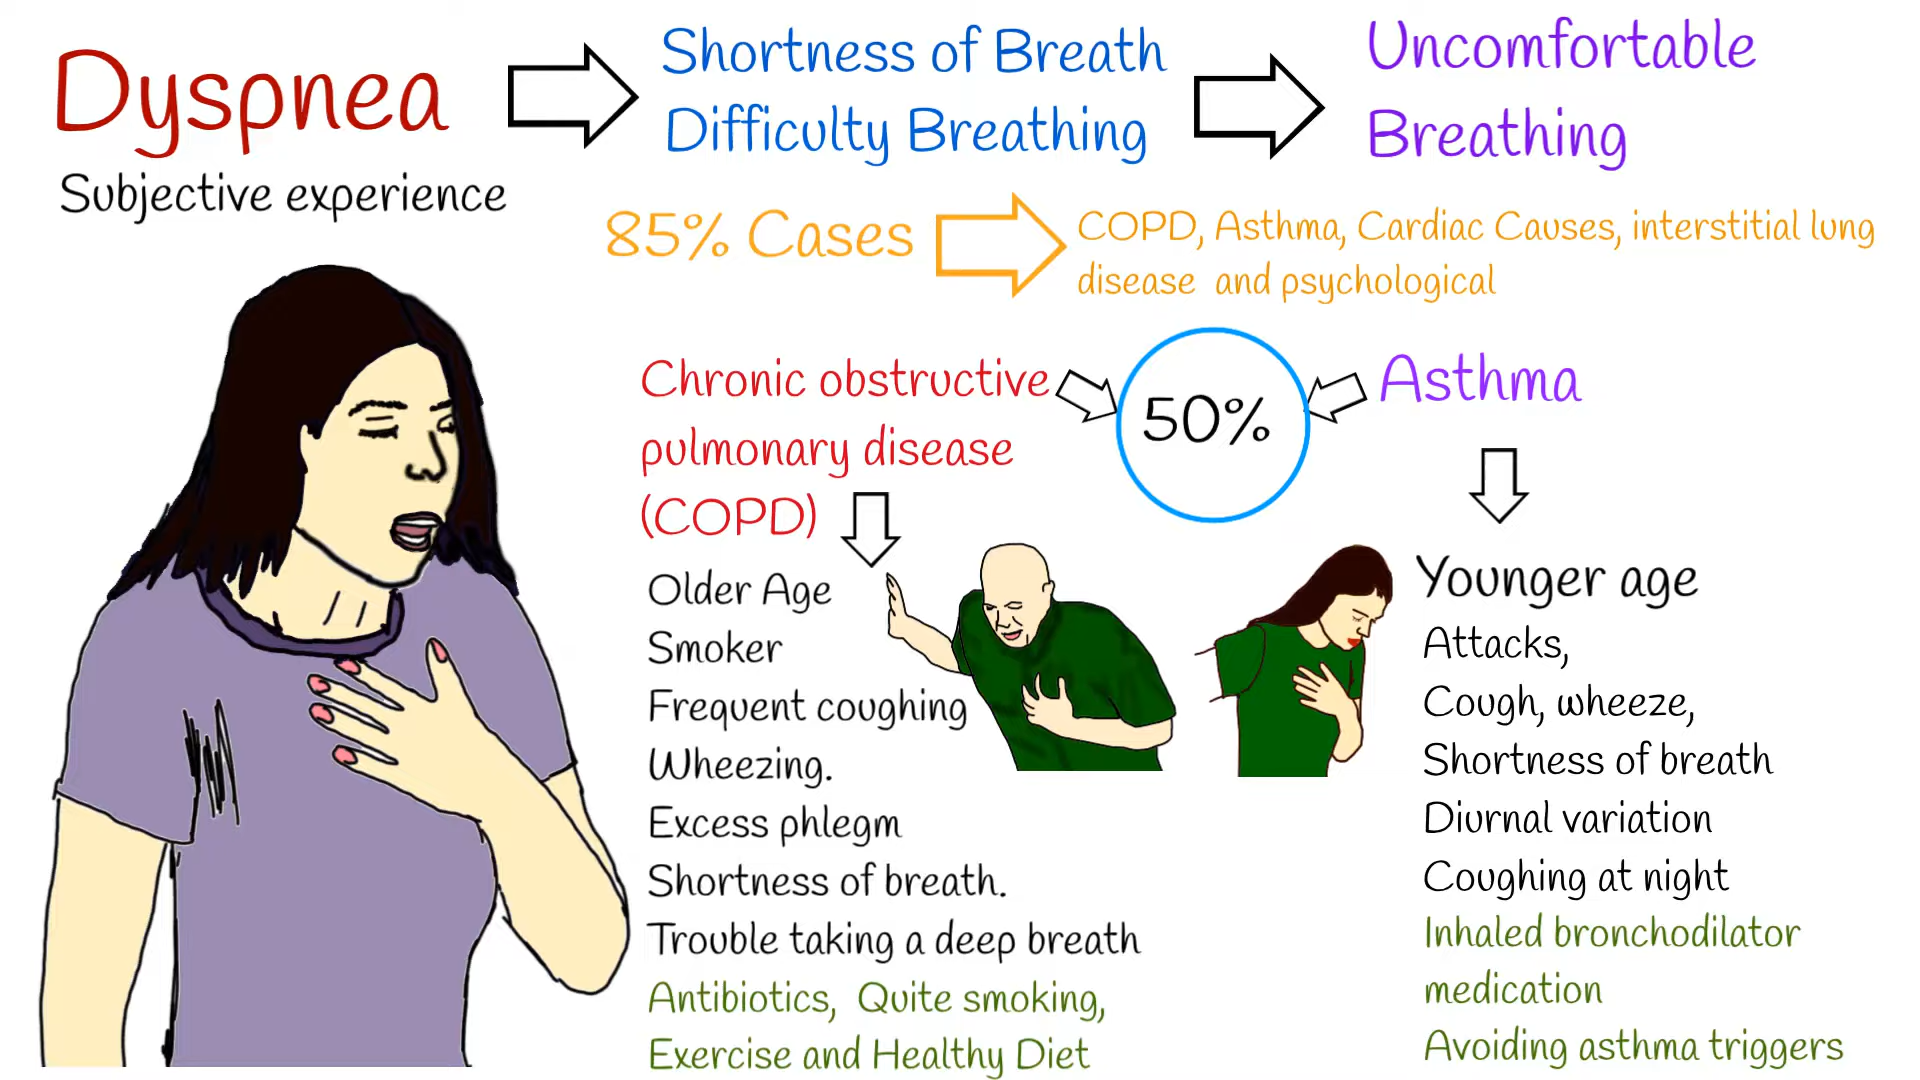 Dyspnea
Subjective experience
Shortness of Breath
Difficulty Breathing
Uncomfortable
Breathing
85% Cases
COPD, Asthma, Cardiac Causes, interstitial lung
disease and psychological
Chronic obstructive
pulmonary disease
(COPD)
50%
Asthma
Older Age
Smoker
Frequent coughing
Wheezing.
Excess phlegm
Shortness of breath.
Trouble taking a deep breath
Antibiotics, Quite smoking,
Exercise and Healthy Diet
Younger age
Attacks,
Cough, wheeze,
Shortness of breath
Diurnal variation
Coughing at night
Inhaled bronchodilator
medication
Avoiding asthma triggers